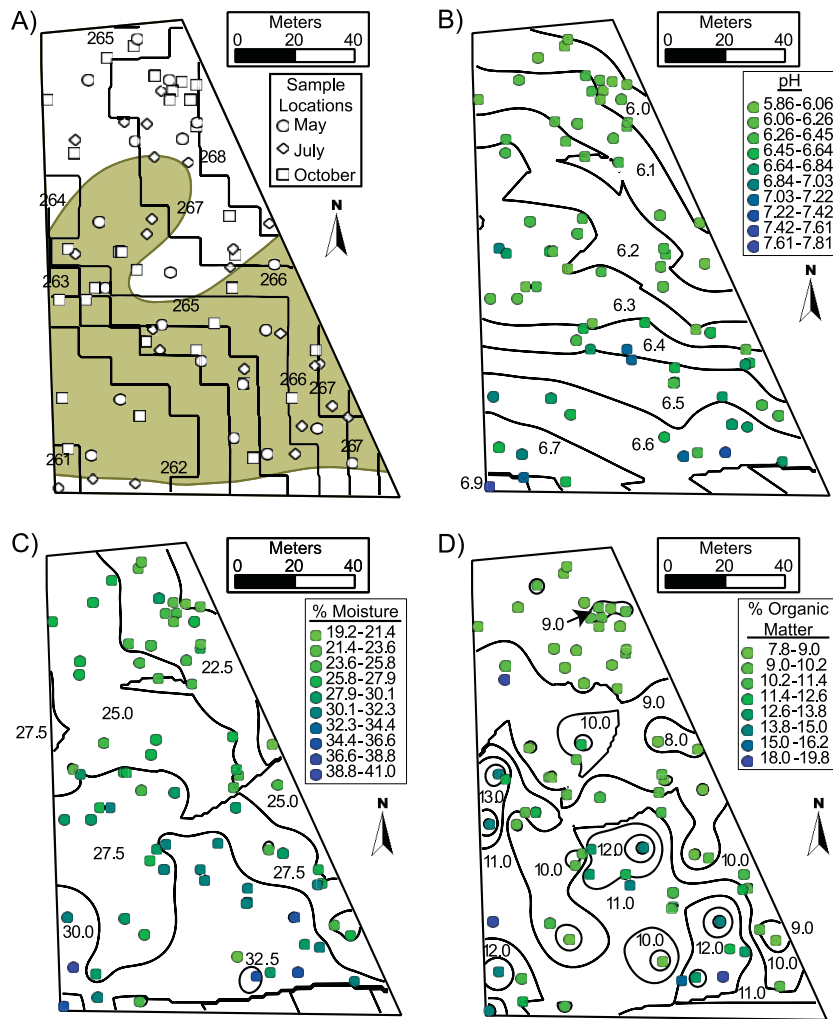 A)
Meters
0 20 40
Sample
Locations
May
July
October
N
265
268
264
267
263
266
265
266
267
261
262
267
B)
Meters
0 20 40
pH
5.86-6.06
6.06-6.26
6.26-6.45
6.45-6.64
6.64-6.84
6.84-7.03
7.03-7.22
7.22-7.42
7.42-7.61
7.61-7.81
N
6.0
6.1
6.2
6.3
6.4
6.5
6.6
6.7
6.9
C)
Meters
0 20 40
% Moisture
19.2-21.4
21.4-23.6
23.6-25.8
25.8-27.9
27.9-30.1
30.1-32.3
32.3-34.4
34.4-36.6
36.6-38.8
38.8-41.0
N
22.5
25.0
27.5
25.0
27.5
27.5
30.0
32.5
D)
Meters
0 20 40
% Organic
Matter
7.8-9.0
9.0-10.2
10.2-11.4
11.4-12.6
12.6-13.8
13.8-15.0
15.0-16.2
18.0-19.8
N
9.0
9.0
10.0
8.0
13.0
11.0
10.0
12.0
10.0
11.0
10.0
12.0
9.0
12.0
10.0
11.0